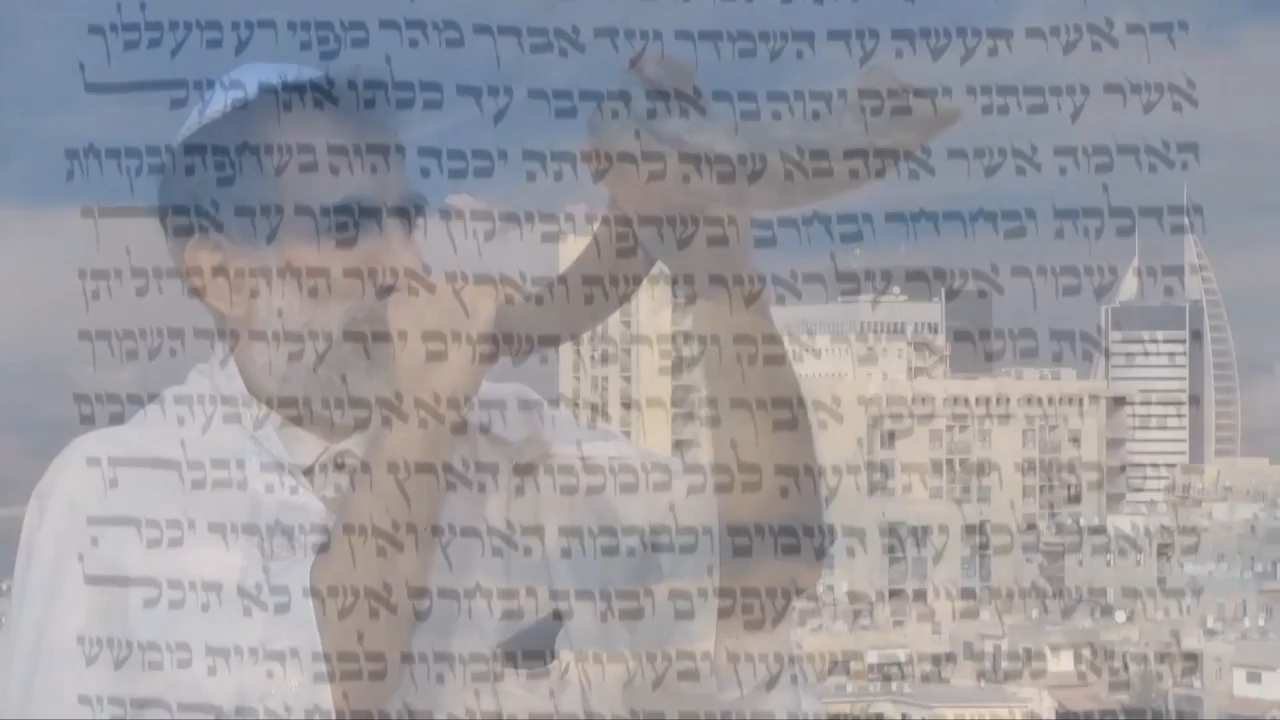 ידך אשר תעשה עד השמדך ועד אבדך מהר מפני רע מעלליך
אשר עזבתני ידבק יהוה בך את הדבר עד כלתו אתך מעל
האדמה אשר אתה בא שמה לרשתה יככה יהוה בשחפת ובקדחת
ובדלקת ובחרחר ובחרב ובשדפון ובירקון ורדפוך עד אבדך
והיו שמיך אשר על ראשך נחשת והארץ אשר תחתיך ברזל יתן
יהוה את מטר אבק ועפר השמים ירד עליך עד השמדך
נגף לפני איביך תצא אליו ובשבעה דרכים
לפניו לזעוה לכל ממלכות הארץ והיתה נבלתך
למאכל לכל עוף השמים ולבהמת הארץ ואין מחריד יככה
יהוה ובעפלים ובגרב ובחרס אשר לא תוכל
יככה יהוה בשגעון ובעורון ובתמהון לבב והיית ממשש